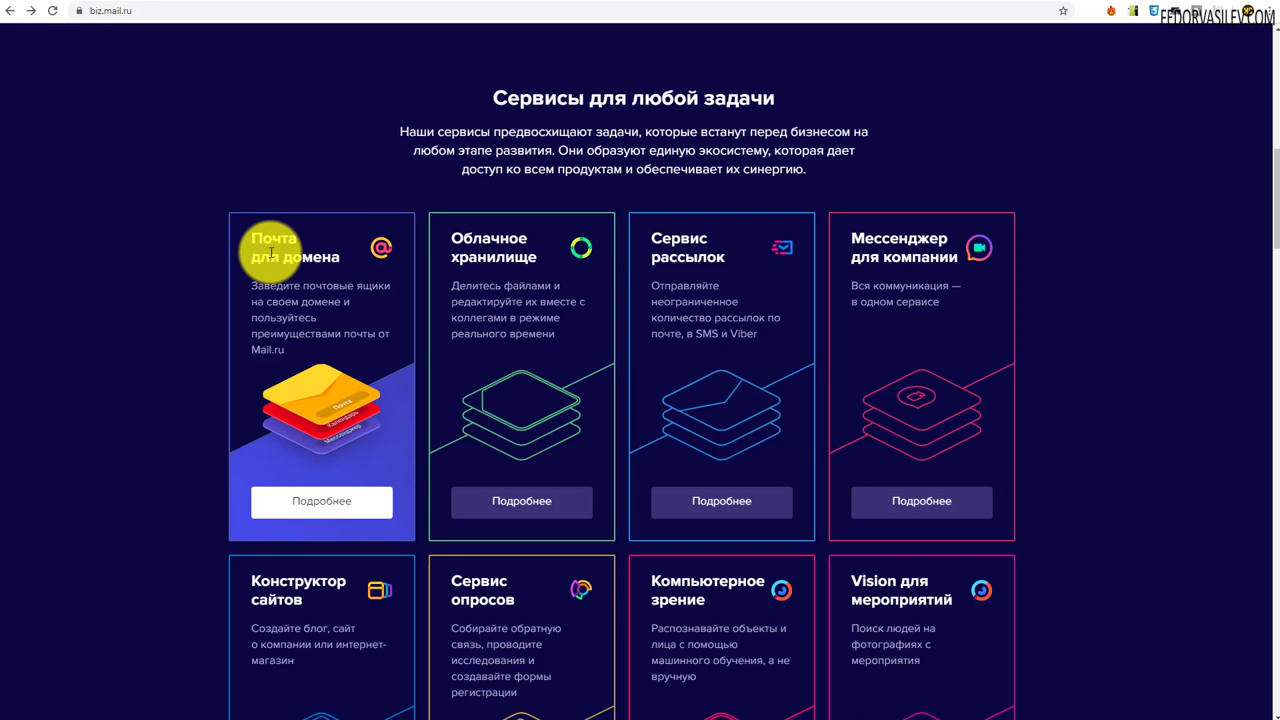 biz.mail.ru
FEDORVASILEV.COM
Сервисы для любой задачи
Наши сервисы предвосхищают задачи, которые встанут перед бизнесом на
любом этапе развития. Они образуют единую экосистему, которая дает
доступ ко всем продуктам и обеспечивает их синергию.
Почта
для домена
Заведите почтовые ящики
на своем домене и
пользуйтесь
преимуществами почты от
Mail.ru
Почта
Календарь
Мессенджер
Подробнее
Облачное
хранилище
Делитесь файлами и
редактируйте их вместе с
коллегами в режиме
реального времени
Подробнее
Сервис
рассылок
Отправляйте
неограниченное
количество рассылок по
почте, в SMS и Viber
Подробнее
Мессенджер
для компании
Вся коммуникация —
в одном сервисе
Подробнее
Конструктор
сайтов
Создайте блог, сайт
о компании или интернет-
магазин
Сервис
опросов
Собирайте обратную
связь, проводите
исследования и
создавайте формы
регистрации
Компьютерное
зрение
Распознавайте объекты и
лица с помощью
машинного обучения, а не
вручную
Vision для
мероприятий
Поиск людей на
фотографиях с
мероприятия